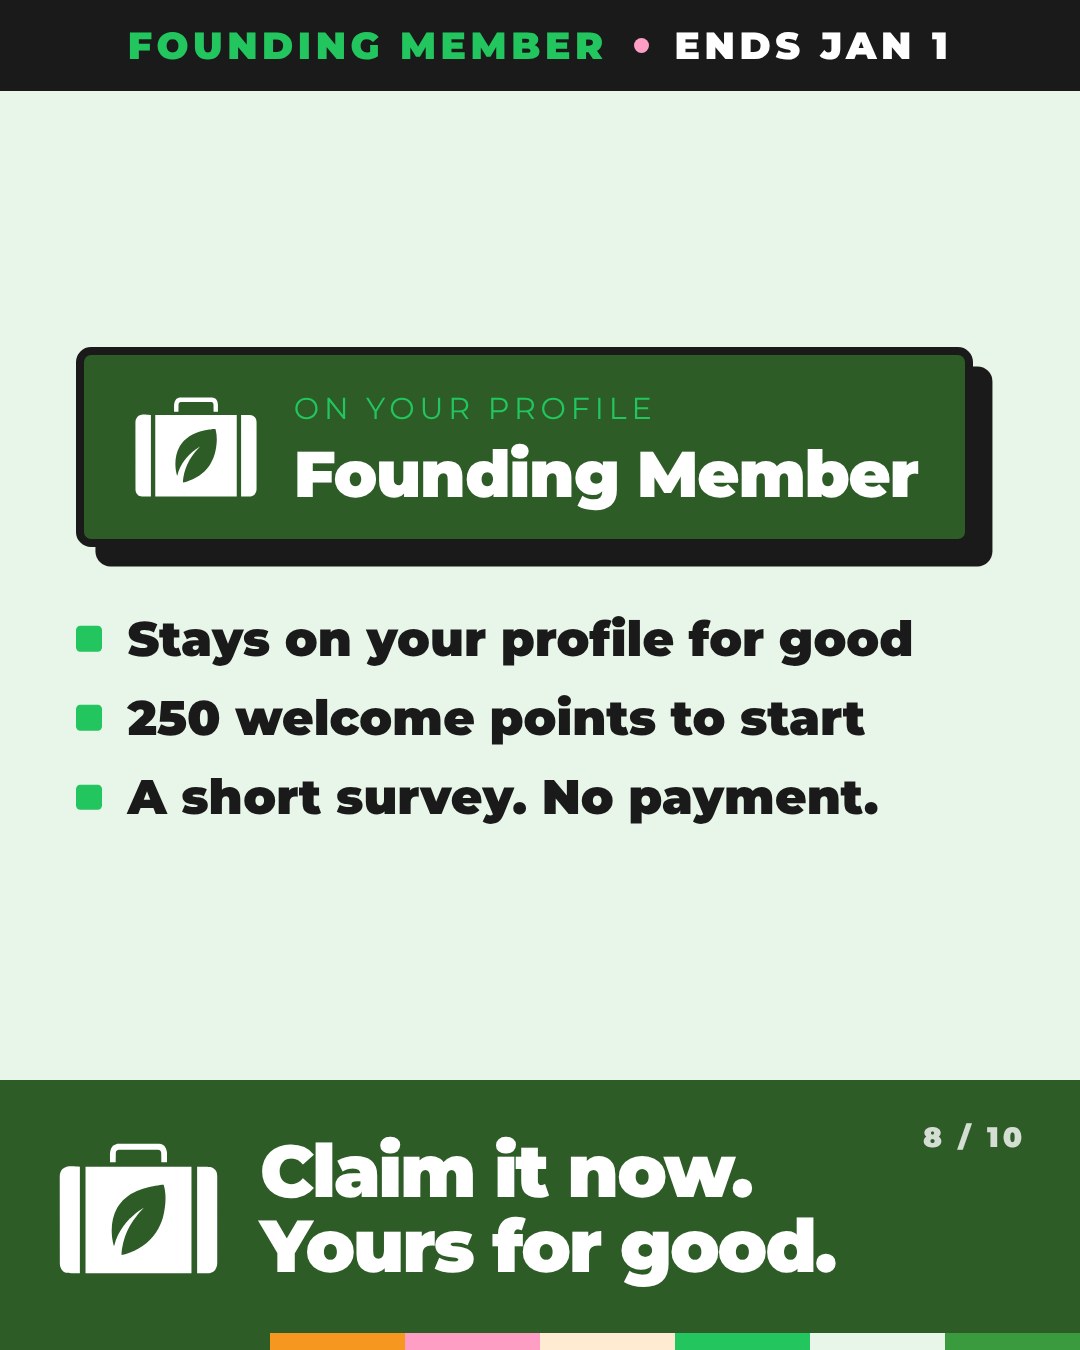 FOUNDING MEMBER • ENDS JAN 1
ON YOUR PROFILE
Founding Member
Stays on your profile for good
250 welcome points to start
A short survey. No payment.
8 / 10
Claim it now.
Yours for good.